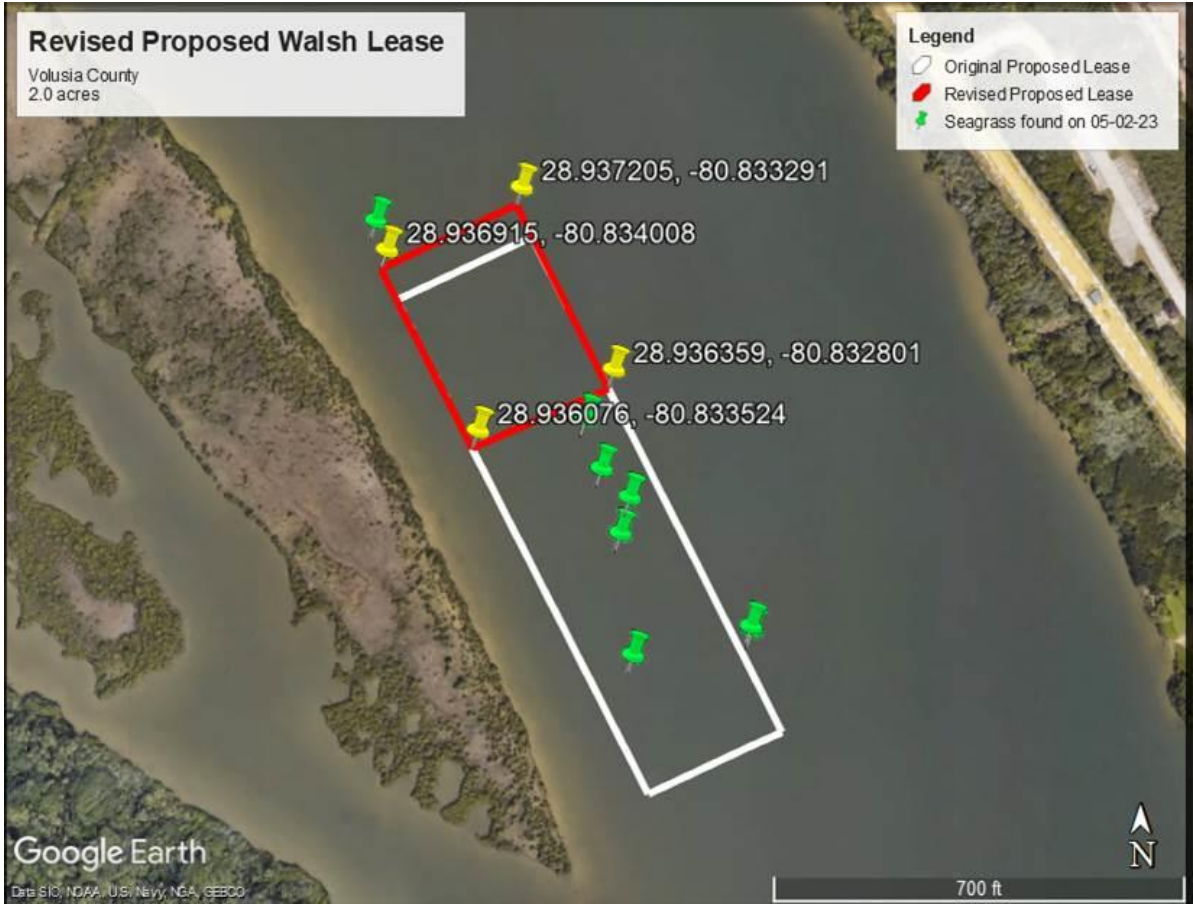 Revised Proposed Walsh Lease
Volusia County
2.0 acres
Legend
Original Proposed Lease
Revised Proposed Lease
Seagrass found on 05-02-23
28.937205, -80.833291
28.936915, -80.834008
28.936359, -80.832801
28.936076, -80.833524
Google Earth
Data SIO, NOAA, U.S. Navy, NGA, GEBCO
N
700 ft